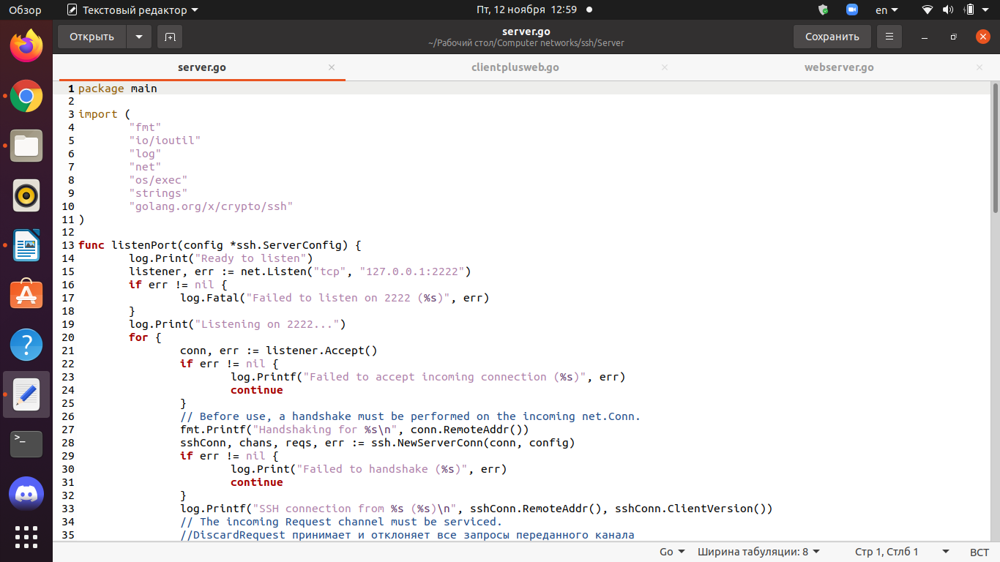 Обзор Текстовый редактор Пт, 12 ноября 12:59 en
Открыть server.go Сохранить
~/Рабочий стол/Computer networks/ssh/Server
server.go clientplusweb.go webserver.go
1 package main
2
3 import (
4 "fmt"
5 "io/ioutil"
6 "log"
7 "net"
8 "os/exec"
9 "strings"
10 "golang.org/x/crypto/ssh"
11 )
12
13 func listenPort(config *ssh.ServerConfig) {
14 log.Print("Ready to listen")
15 listener, err := net.Listen("tcp", "127.0.0.1:2222")
16 if err != nil {
17 log.Fatal("Failed to listen on 2222 (%s)", err)
18 }
19 log.Print("Listening on 2222...")
20 for {
21 conn, err := listener.Accept()
22 if err != nil {
23 log.Printf("Failed to accept incoming connection (%s)", err)
24 continue
25 }
26 // Before use, a handshake must be performed on the incoming net.Conn.
27 fmt.Printf("Handshaking for %s\n", conn.RemoteAddr())
28 sshConn, chans, reqs, err := ssh.NewServerConn(conn, config)
29 if err != nil {
30 log.Print("Failed to handshake (%s)", err)
31 continue
32 }
33 log.Printf("SSH connection from %s (%s)\n", sshConn.RemoteAddr(), sshConn.ClientVersion())
34 // The incoming Request channel must be serviced.
35 //DiscardRequest принимает и отклоняет все запросы переданного канала
Go Ширина табуляции: 8 Стр 1, Стлб 1 ВСТ